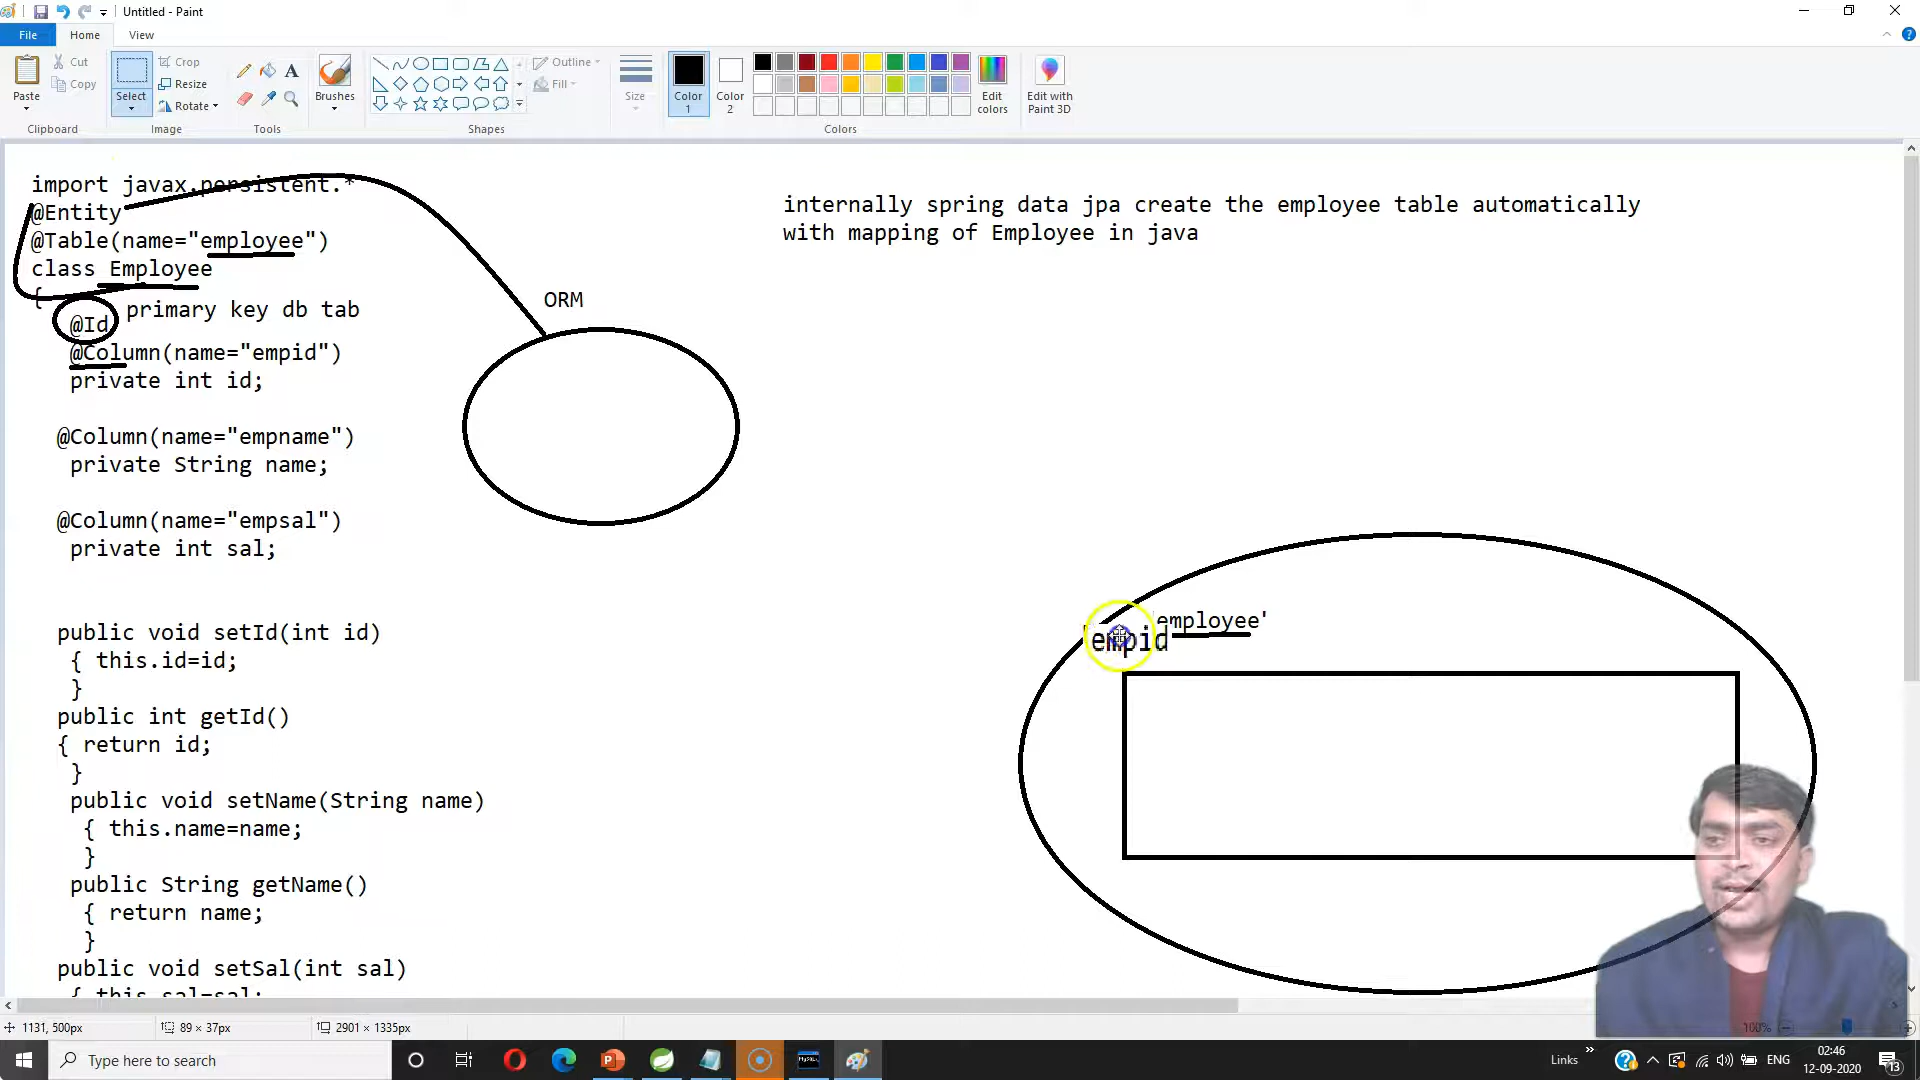 Untitled - Paint
File
Home
View
Paste
Cut
Copy
Clipboard
Select
Crop
Resize
Rotate
Image
Tools
Brushes
Shapes
Outline
Fill
Size
Color
1
Color
2
Colors
Edit
colors
Edit with
Paint 3D
import javax.persistent.*
@Entity
@Table(name="employee")
class Employee
{
primary key db tab
@Id
@Column(name="empid")
private int id;
@Column(name="empname")
private String name;
@Column(name="empsal")
private int sal;
public void setId(int id)
{ this.id=id;
}
public int getId()
{ return id;
}
public void setName(String name)
{ this.name=name;
}
public String getName()
{ return name;
}
public void setSal(int sal)
{ this.sal=sal;
ORM
internally spring data jpa create the employee table automatically
with mapping of Employee in java
'employee'
empid
1131, 500px
89 × 37px
2901 × 1335px
100%
Type here to search
Links
ENG
02:46
12-09-2020
13